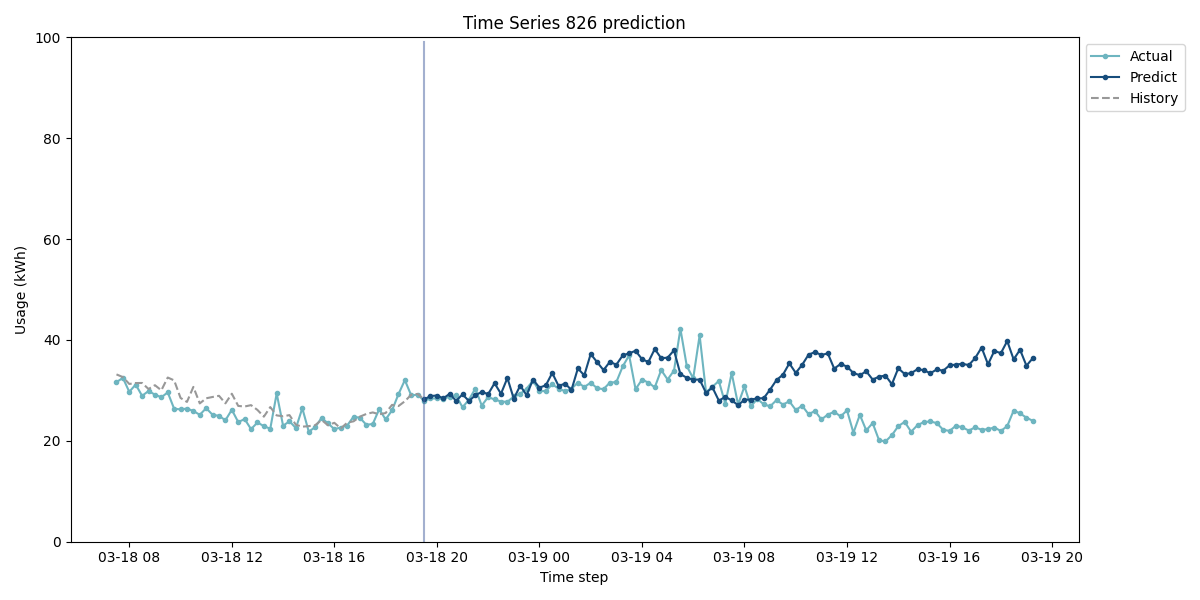 Time Series 826 prediction
Usage (kWh)
100
80
60
40
20
0
03-18 08
03-18 12
03-18 16
03-18 20
03-19 00
03-19 04
03-19 08
03-19 12
03-19 16
03-19 20
Time step
Actual
Predict
History